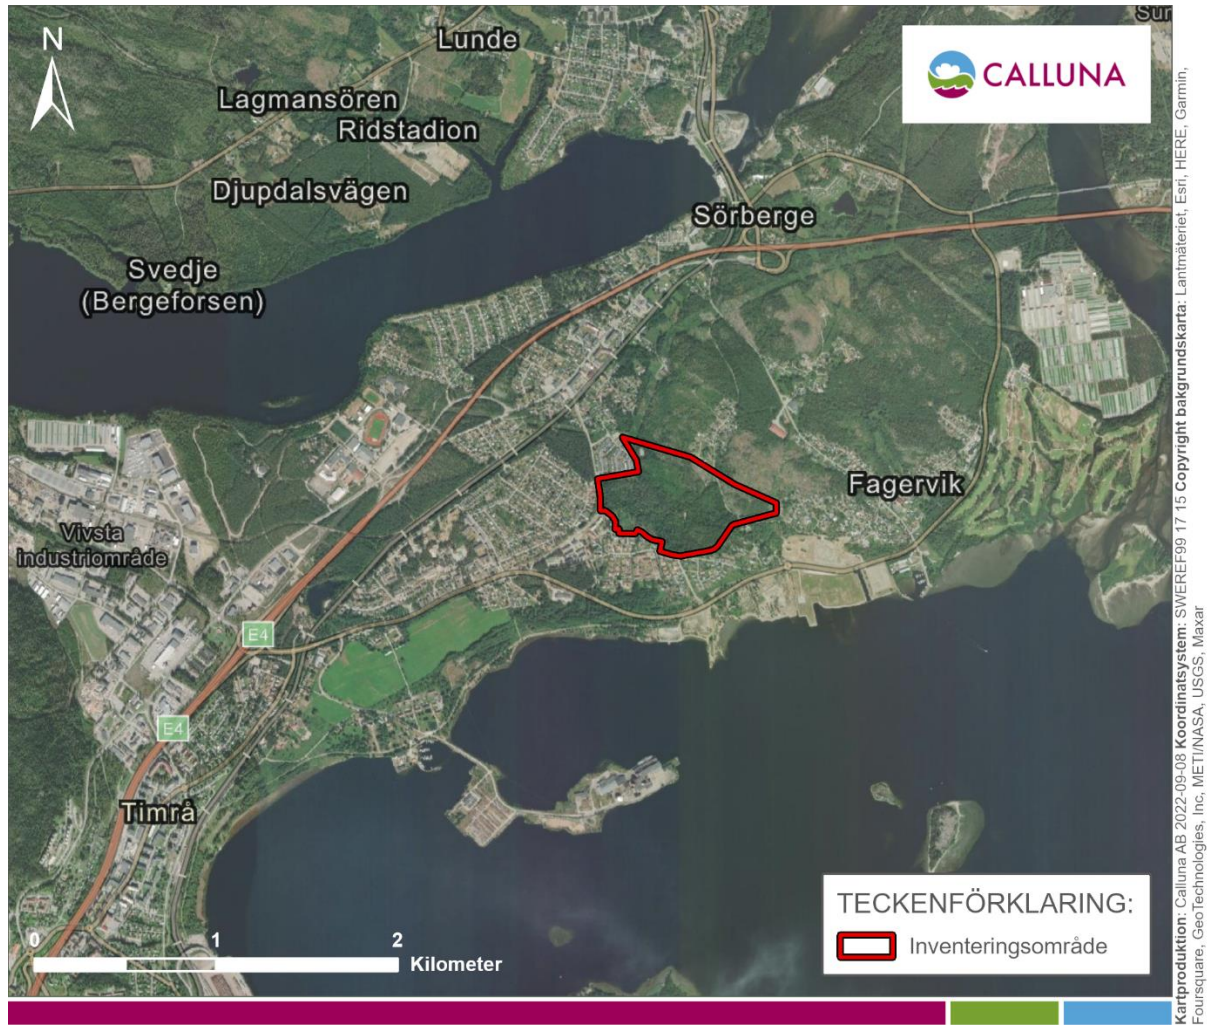 N
Lunde
Sun
CALLUNA
Lagmansören
Ridstadion
Djupdalsvägen
Sörberge
Svedje
(Bergeforsen)
Fagervik
Vivsta
industriområde
E4
E4
Timrå
TECKENFÖRKLARING:
Inventeringsområde
0 1 2
Kilometer
Kartproduktion: Calluna AB 2022-09-08 Koordinatsystem: SWEREF99 17 15 Copyright bakgrundskarta: Lantmäteriet, Esri, HERE, Garmin,
Foursquare, GeoTechnologies, Inc, METI/NASA, USGS, Maxar